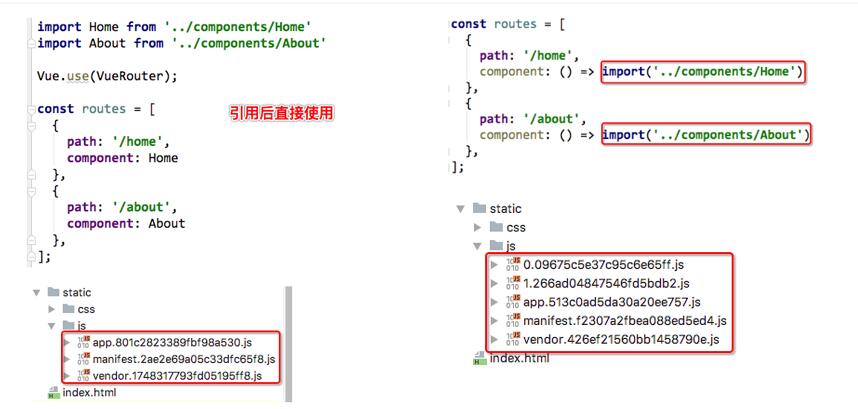 import Home from '../components/Home'
import About from '../components/About'
Vue.use(VueRouter);
const routes = [
{
path: '/home',
component: Home
},
{
path: '/about',
component: About
},
];
引用后直接使用
static
css
js
app.801c2823389fbf98a530.js
manifest.2ae2e69a05c33dfc65f8.js
vendor.1748317793fd05195ff8.js
index.html
const routes = [
{
path: '/home',
component: () => import('../components/Home')
},
{
path: '/about',
component: () => import('../components/About')
},
];
static
css
js
0.09675c5e37c95c6e65ff.js
1.266ad04847546fd5bdb2.js
app.513c0ad5da30a20ee757.js
manifest.f2307a2fbea088ed5ed4.js
vendor.426ef21560bb1458790e.js
index.html